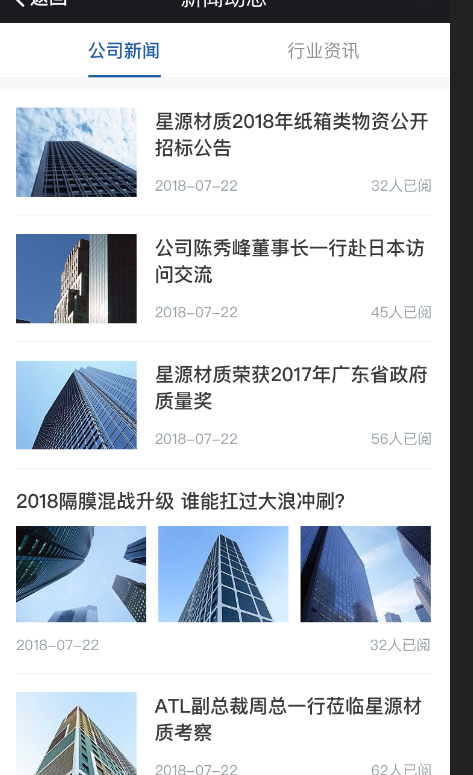 返回 新闻动态
公司新闻 行业资讯
星源材质2018年纸箱类物资公开
招标公告
2018-07-22 32人已阅
公司陈秀峰董事长一行赴日本访
问交流
2018-07-22 45人已阅
星源材质荣获2017年广东省政府
质量奖
2018-07-22 56人已阅
2018隔膜混战升级 谁能扛过大浪冲刷?
2018-07-22 32人已阅
ATL副总裁周总一行莅临星源材
质考察
2018-07-22 62人已阅